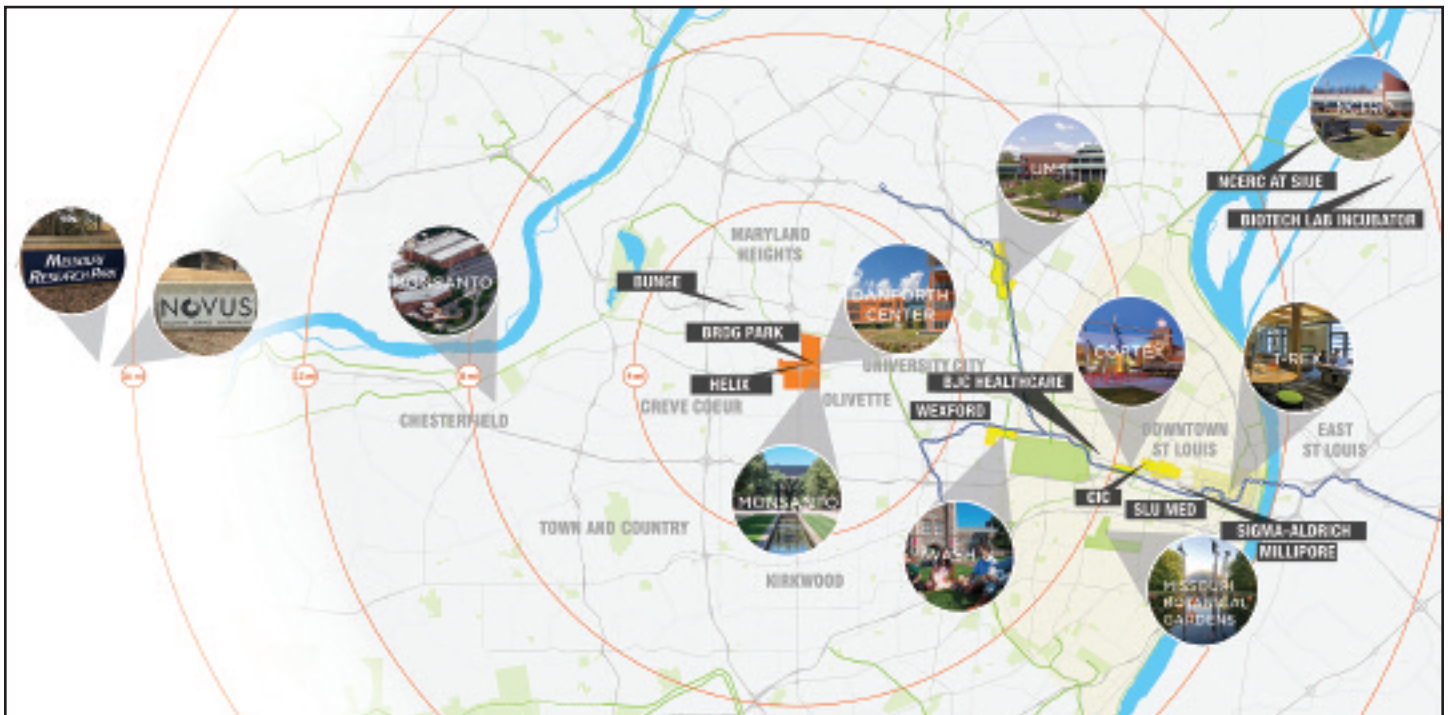 NCERC AT SIUE
BIOTECH LAB INCUBATOR
UMSL
MARYLAND
HEIGHTS
MISSOURI
RESEARCH PARK
NOVUS
MONSANTO
BUNGE
DANFORTH
CENTER
BRDG PARK
HELIX
UNIVERSITY CITY
CREVE COEUR
OLIVETTE
CHESTERFIELD
BJC HEALTHCARE
WEXFORD
CORTEX
T-REX
DOWNTOWN
ST LOUIS
EAST
ST LOUIS
CIC
SLU MED
SIGMA-ALDRICH
MILLIPORE
MONSANTO
TOWN AND COUNTRY
KIRKWOOD
WASH U
MISSOURI
BOTANICAL
GARDENS